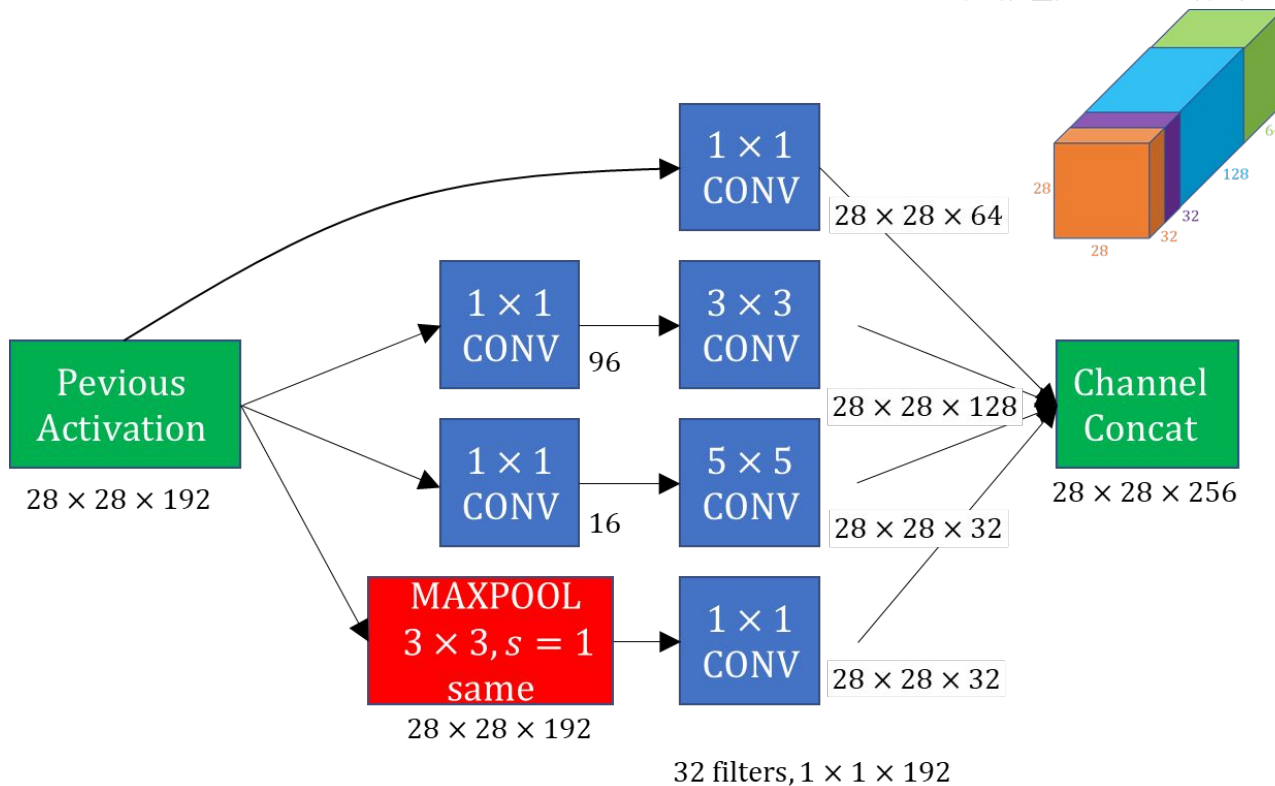 1 × 1
CONV
28 × 28 × 64
28
28
32
32
128
1 × 1
CONV
96
3 × 3
CONV
28 × 28 × 128
Pevious
Activation
28 × 28 × 192
Channel
Concat
28 × 28 × 256
1 × 1
CONV
16
5 × 5
CONV
28 × 28 × 32
MAXPOOL
3 × 3, s = 1
same
28 × 28 × 192
1 × 1
CONV
28 × 28 × 32
32 filters, 1 × 1 × 192